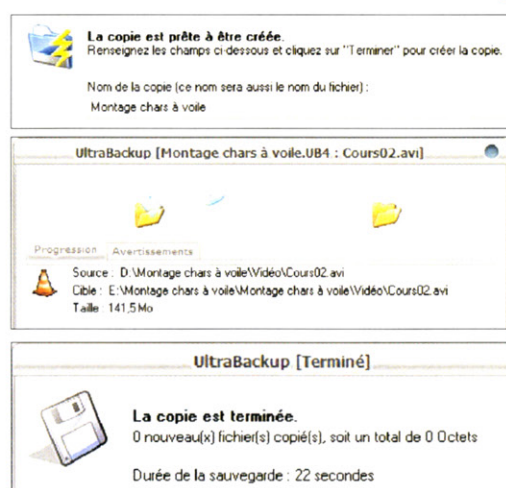 La copie est prête à être créée.
Renseignez les champs ci-dessous et cliquez sur "Terminer" pour créer la copie.
Nom de la copie (ce nom sera aussi le nom du fichier) :
Montage chars à voile
UltraBackup [Montage chars à voile.UB4 : Cours02.avi]
Progression Avertissements
Source : D:\Montage chars à voile\Vidéo\Cours02.avi
Cible : E:\Montage chars à voile\Montage chars à voile\Vidéo\Cours02.avi
Taille : 141,5 Mo
UltraBackup [Terminé]
La copie est terminée.
0 nouveau(x) fichier(s) copié(s), soit un total de 0 Octets
Durée de la sauvegarde : 22 secondes